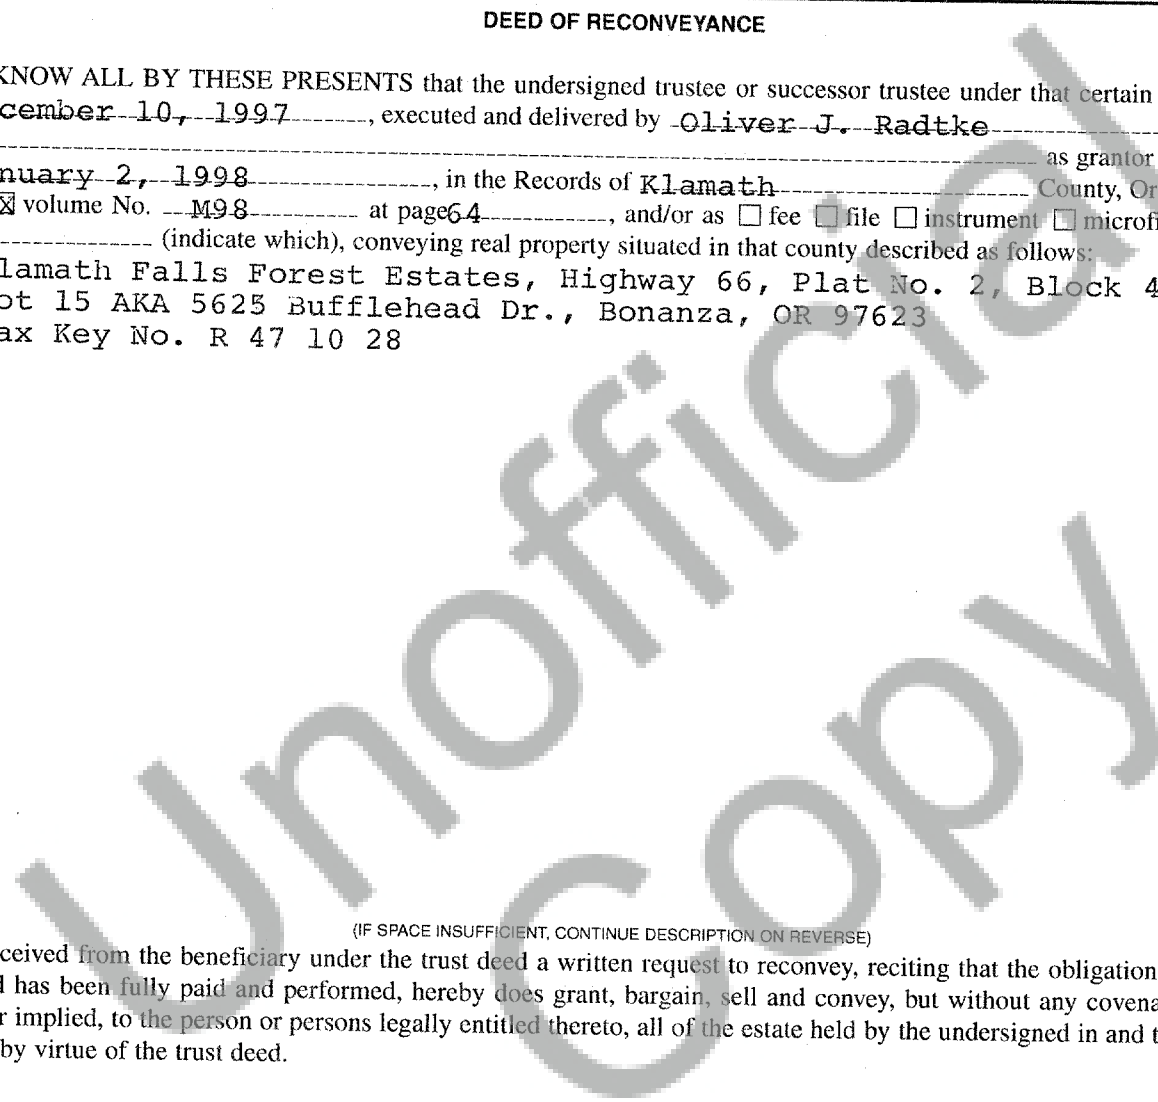 DEED OF RECONVEYANCE
KNOW ALL BY THESE PRESENTS that the undersigned trustee or successor trustee under that certain
cember 10, 1997, executed and delivered by Oliver J. Radtke
as grantor
nuary 2, 1998, in the Records of Klamath County, Or
☒ volume No. M98 at page 64, and/or as ☐ fee ☐ file ☐ instrument ☐ microfi
(indicate which), conveying real property situated in that county described as follows:
lamath Falls Forest Estates, Highway 66, Plat No. 2, Block 4
ot 15 AKA 5625 Bufflehead Dr., Bonanza, OR 97623
ax Key No. R 47 10 28
(IF SPACE INSUFFICIENT, CONTINUE DESCRIPTION ON REVERSE)
ceived from the beneficiary under the trust deed a written request to reconvey, reciting that the obligation
d has been fully paid and performed, hereby does grant, bargain, sell and convey, but without any covena
r implied, to the person or persons legally entitled thereto, all of the estate held by the undersigned in and t
by virtue of the trust deed.
Unofficial
Copy